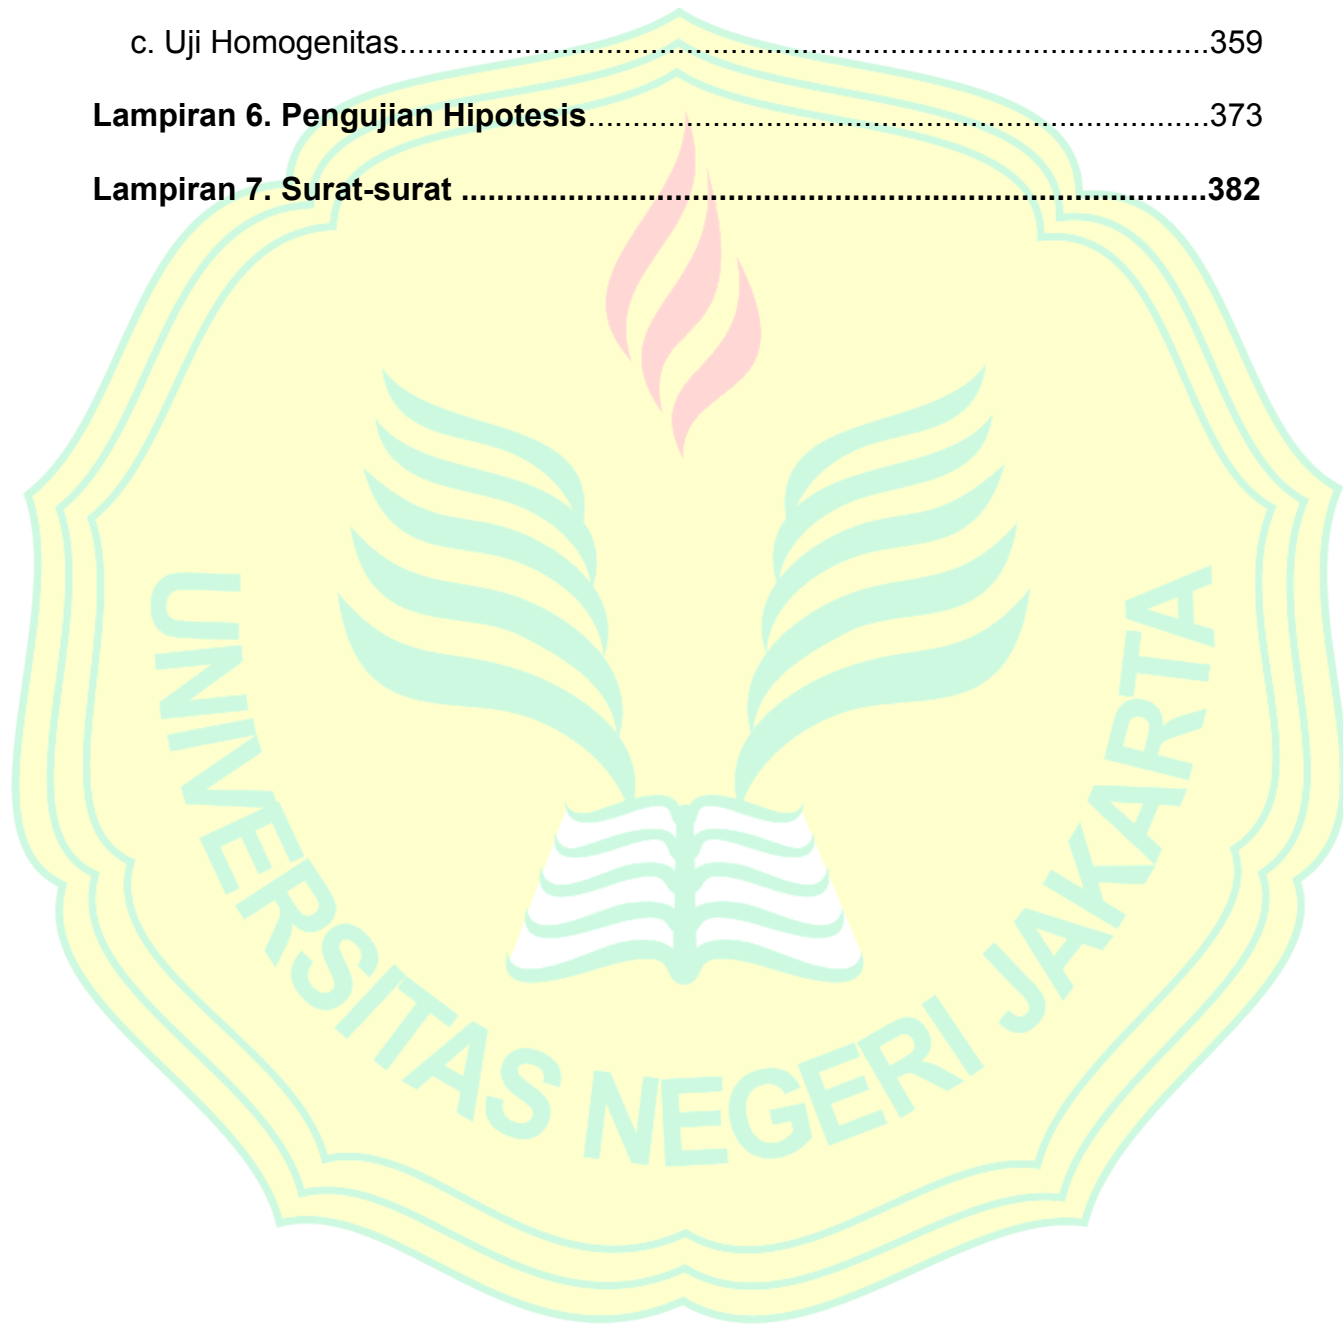 c. Uji Homogenitas.............................................................................................359
Lampiran 6. Pengujian Hipotesis.......................................................................373
Lampiran 7. Surat-surat .....................................................................................382
UNIVERSITAS NEGERI JAKARTA